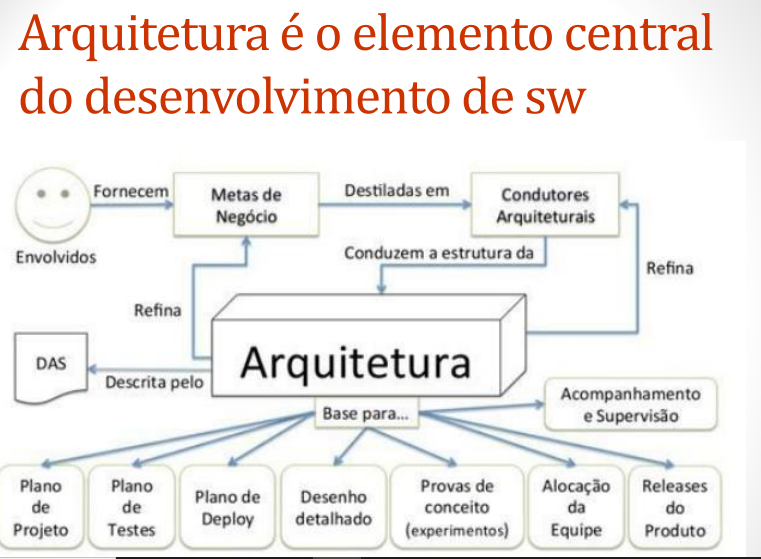 Arquitetura é o elemento central
do desenvolvimento de sw
Fornecem
Metas de
Negócio
Destiladas em
Condutores
Arquiteturais
Envolvidos
Conduzem a estrutura da
Refina
Refina
Arquitetura
DAS
Descrita pelo
Base para...
Acompanhamento
e Supervisão
Plano
de
Projeto
Plano
de
Testes
Plano de
Deploy
Desenho
detalhado
Provas de
conceito
(experimentos)
Alocação
da
Equipe
Releases
do
Produto